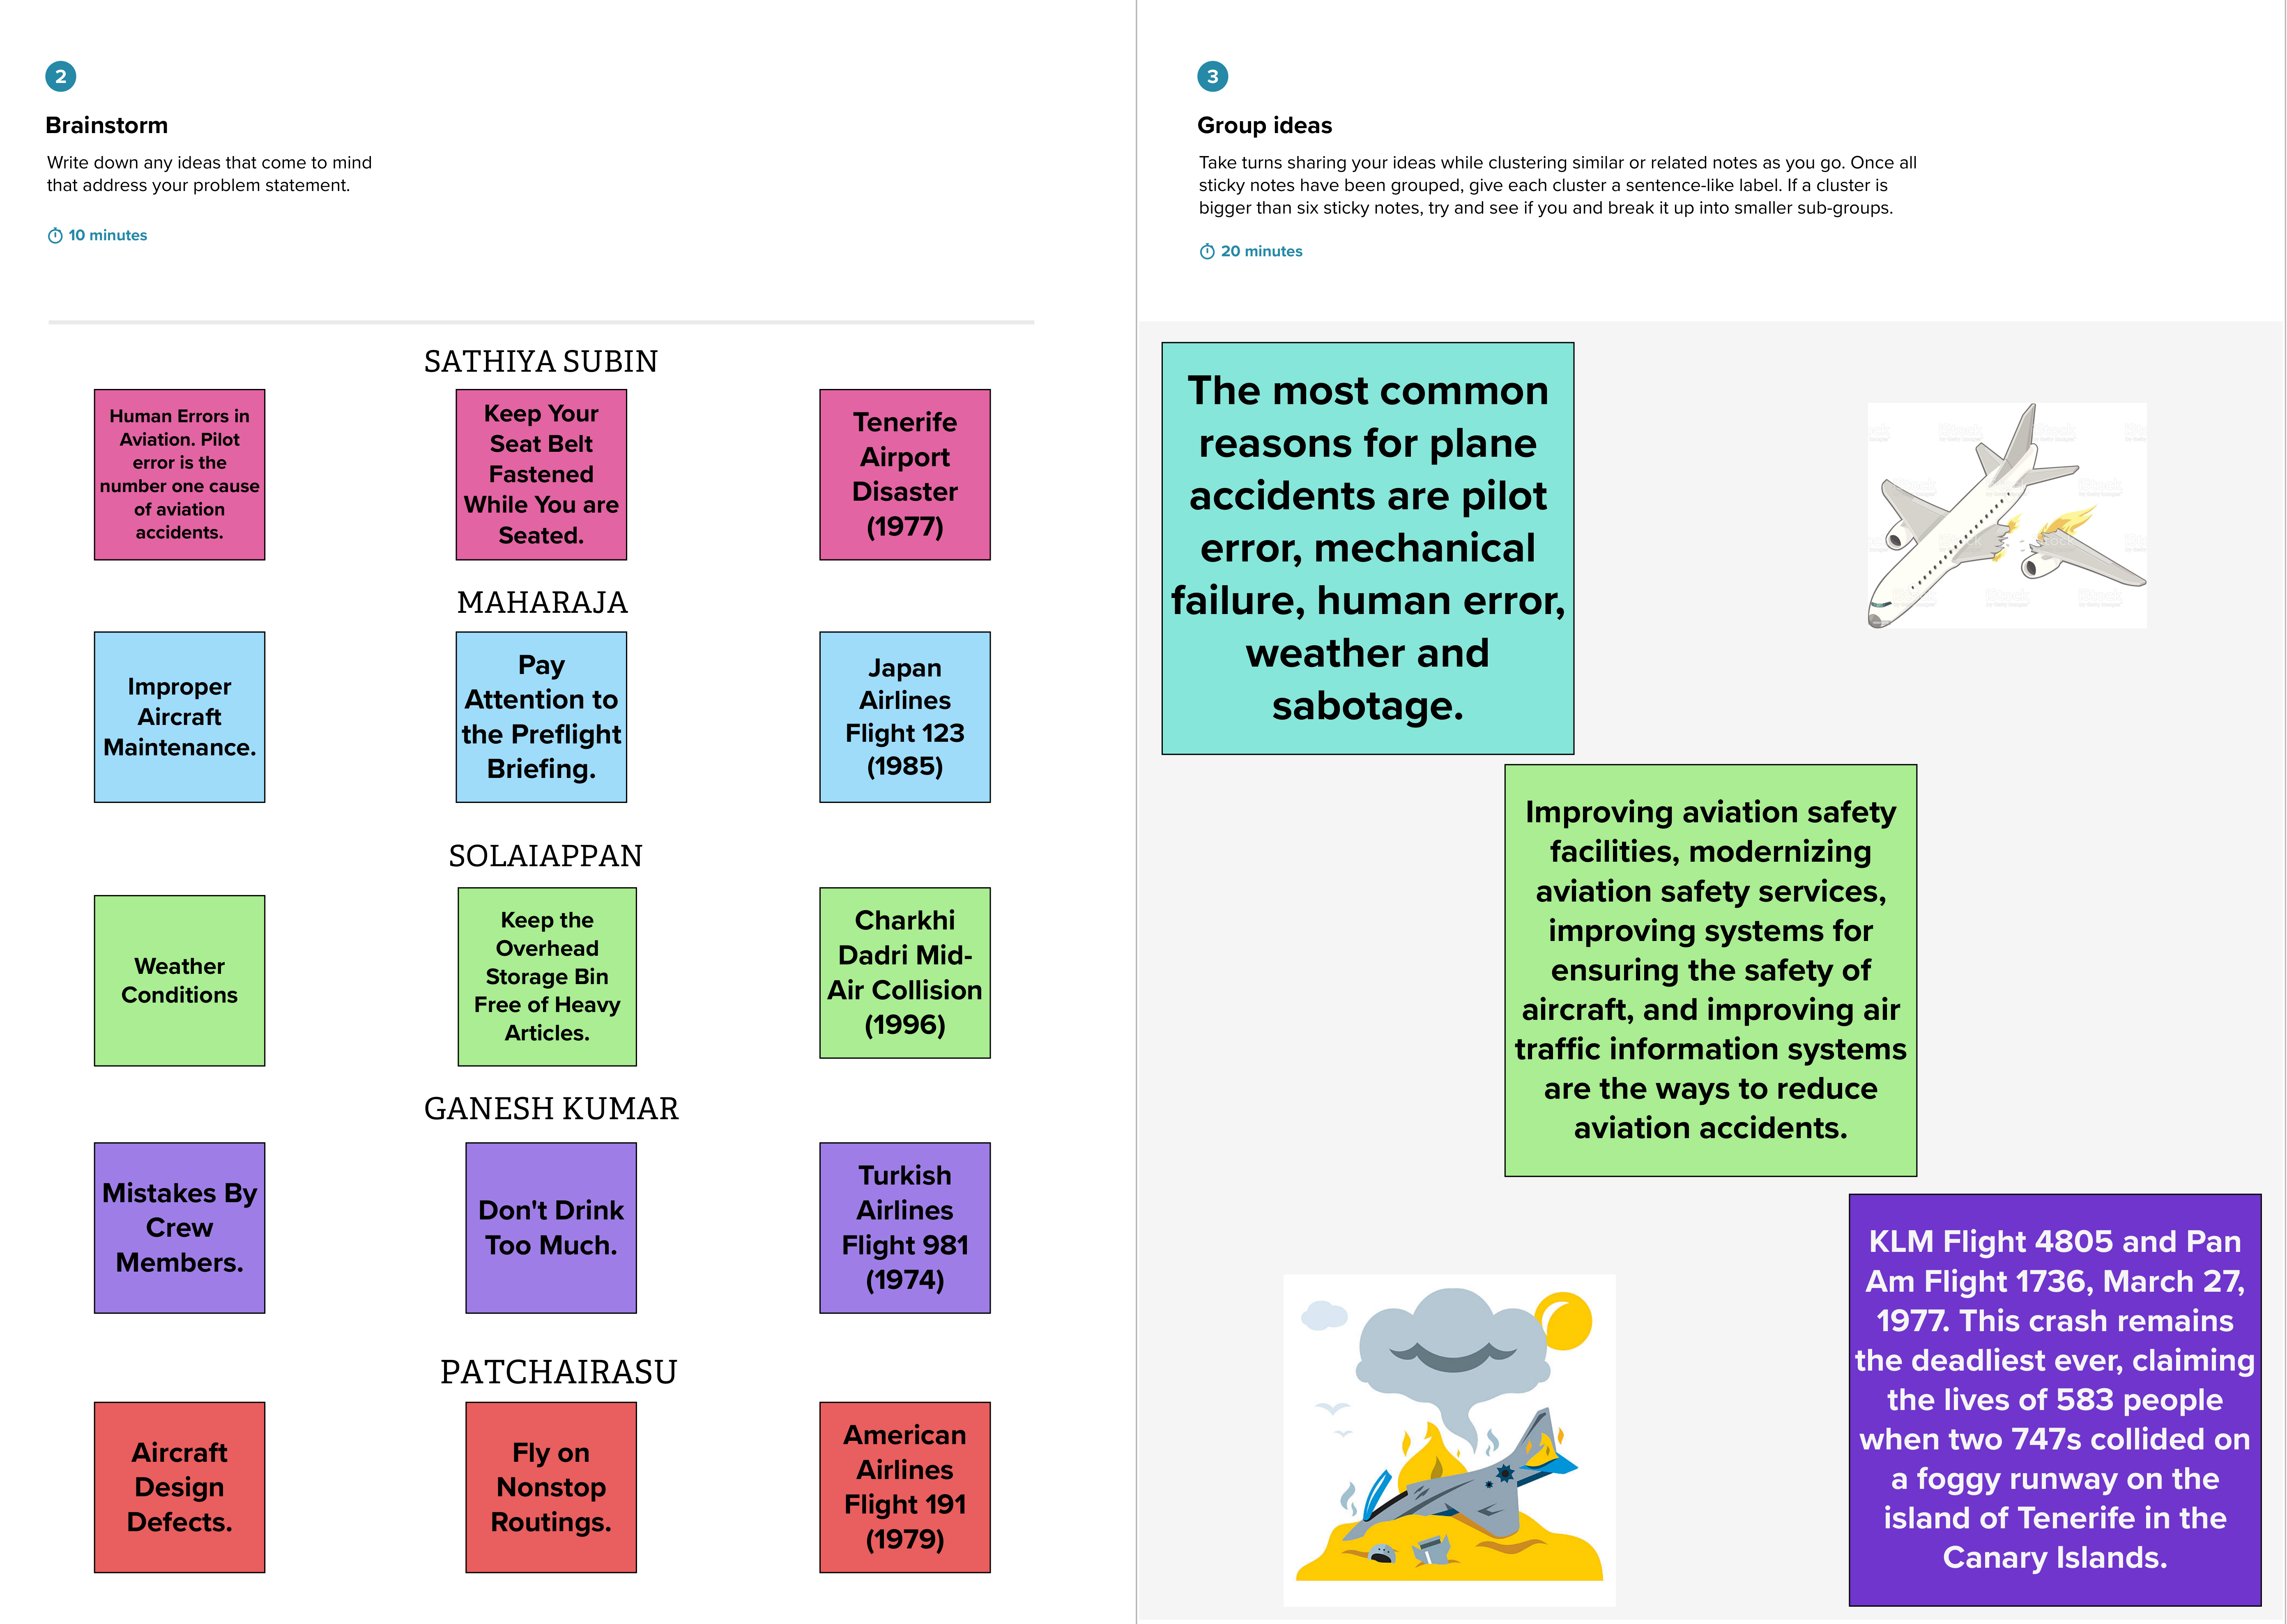 2
Brainstorm
Write down any ideas that come to mind
that address your problem statement.
10 minutes
SATHIYA SUBIN
Human Errors in
Aviation. Pilot
error is the
number one cause
of aviation
accidents.
Keep Your
Seat Belt
Fastened
While You are
Seated.
Tenerife
Airport
Disaster
(1977)
MAHARAJA
Improper
Aircraft
Maintenance.
Pay
Attention to
the Preflight
Briefing.
Japan
Airlines
Flight 123
(1985)
SOLAIAPPAN
Weather
Conditions
Keep the
Overhead
Storage Bin
Free of Heavy
Articles.
Charkhi
Dadri Mid-
Air Collision
(1996)
GANESH KUMAR
Mistakes By
Crew
Members.
Don't Drink
Too Much.
Turkish
Airlines
Flight 981
(1974)
PATCHAIRASU
Aircraft
Design
Defects.
Fly on
Nonstop
Routings.
American
Airlines
Flight 191
(1979)
3
Group ideas
Take turns sharing your ideas while clustering similar or related notes as you go. Once all
sticky notes have been grouped, give each cluster a sentence-like label. If a cluster is
bigger than six sticky notes, try and see if you and break it up into smaller sub-groups.
20 minutes
The most common
reasons for plane
accidents are pilot
error, mechanical
failure, human error,
weather and
sabotage.
Improving aviation safety
facilities, modernizing
aviation safety services,
improving systems for
ensuring the safety of
aircraft, and improving air
traffic information systems
are the ways to reduce
aviation accidents.
KLM Flight 4805 and Pan
Am Flight 1736, March 27,
1977. This crash remains
the deadliest ever, claiming
the lives of 583 people
when two 747s collided on
a foggy runway on the
island of Tenerife in the
Canary Islands.